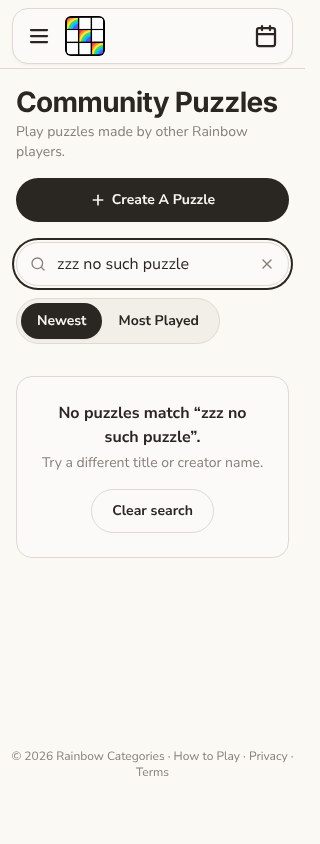 Community Puzzles
Play puzzles made by other Rainbow
players.
+ Create A Puzzle
zzz no such puzzle
Newest
Most Played
No puzzles match “zzz no
such puzzle”.
Try a different title or creator name.
Clear search
© 2026 Rainbow Categories · How to Play · Privacy ·
Terms